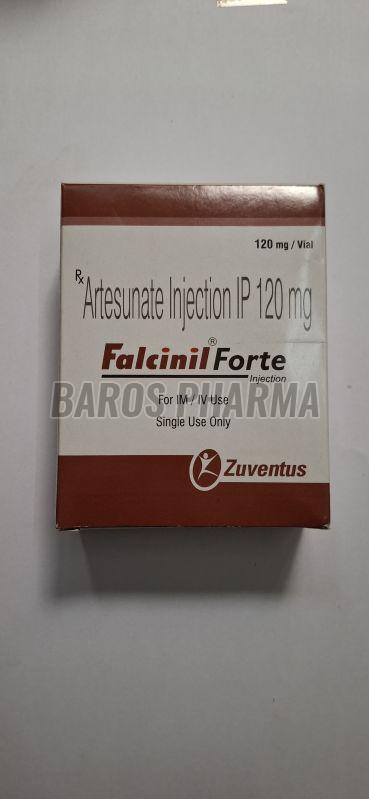 120 mg / Vial
Rx Artesunate Injection IP 120 mg
Falcinil® Forte
Injection
BAROS PHARMA
For IM / IV Use
Single Use Only
Zuventus